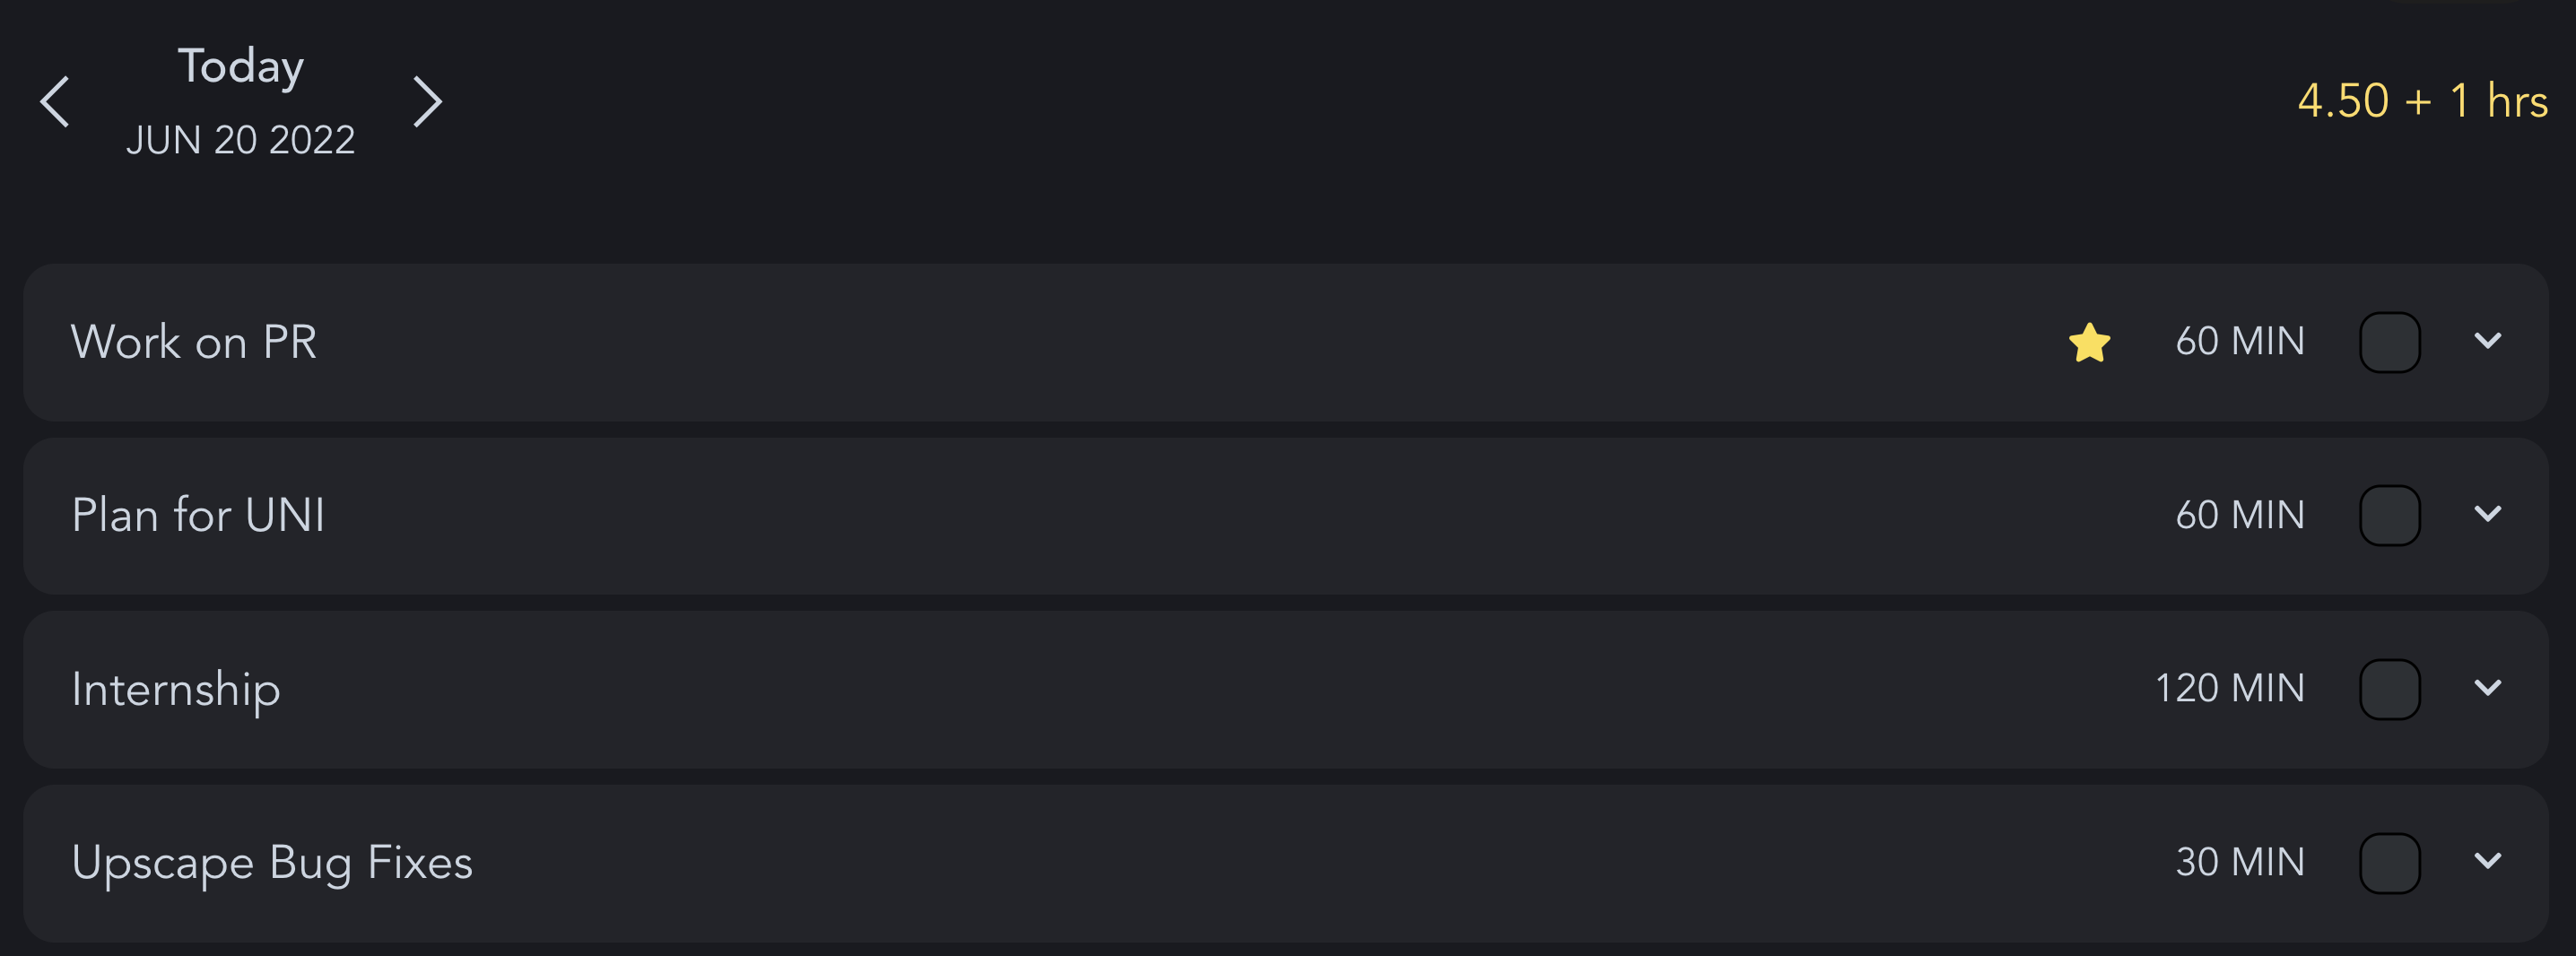 Today
JUN 20 2022
4.50 + 1 hrs
Work on PR
60 MIN
Plan for UNI
60 MIN
Internship
120 MIN
Upscape Bug Fixes
30 MIN